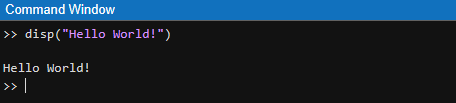 Command Window
>> disp("Hello World!")
Hello World!
>>